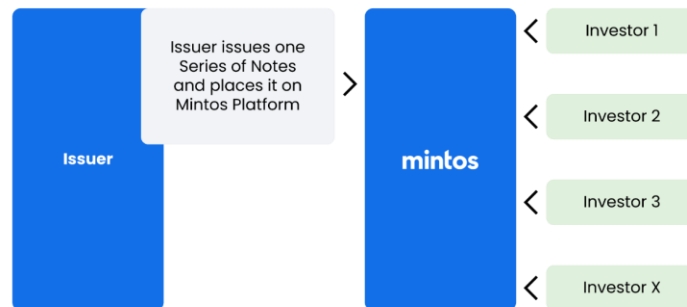 Issuer
Issuer issues one
Series of Notes
and places it on
Mintos Platform
mintos
Investor 1
Investor 2
Investor 3
Investor X